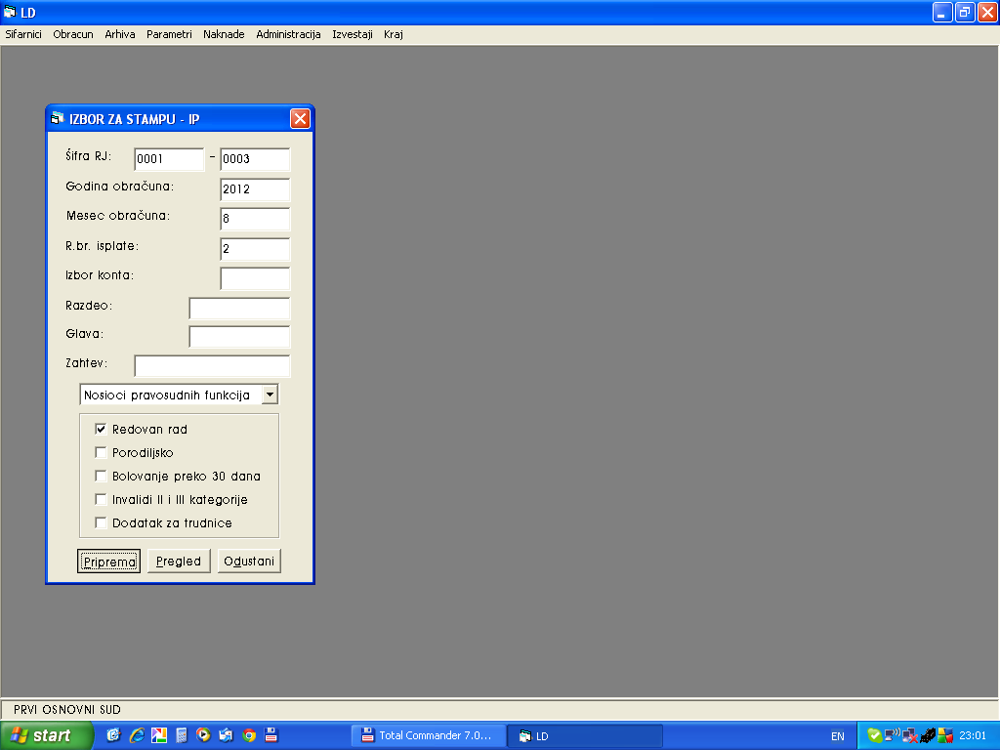 LD
Sifarnici Obracun Arhiva Parametri Naknade Administracija Izvestaji Kraj
IZBOR ZA STAMPU - IP
Šifra RJ: 0001 - 0003
Godina obračuna: 2012
Mesec obračuna: 8
R.br. isplate: 2
Izbor konta:
Razdeo:
Glava:
Zahtev:
Nosioci pravosudnih funkcija
Redovan rad
Porodiljsko
Bolovanje preko 30 dana
Invalidi II i III kategorije
Dodatak za trudnice
Priprema Pregled Odustani
PRVI OSNOVNI SUD
start Total Commander 7.0... LD EN 23:01